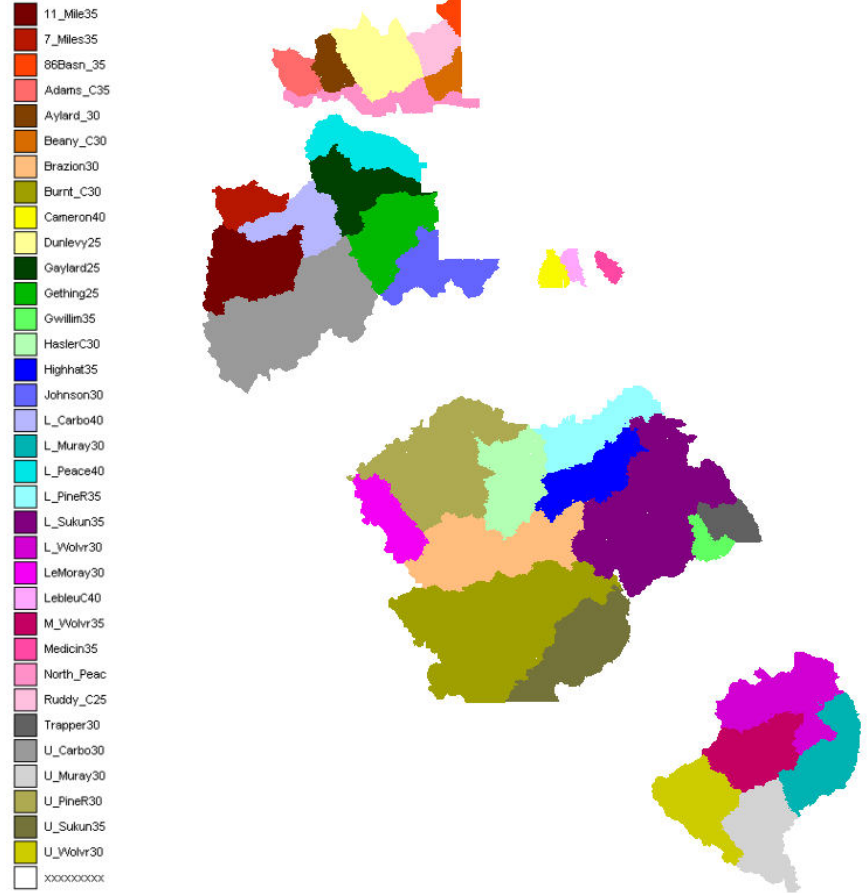 11_Mile35
7_Miles35
86Basn_35
Adams_C35
Aylard_30
Beany_C30
Brazion30
Burnt_C30
Cameron40
Dunlevy25
Gaylard25
Gething25
Gwillim35
HaslerC30
Highhat35
Johnson30
L_Carbo40
L_Muray30
L_Peace40
L_PineR35
L_Sukun35
L_Wolvr30
LeMoray30
LebleuC40
M_Wolvr35
Medicin35
North_Peac
Ruddy_C25
Trapper30
U_Carbo30
U_Muray30
U_PineR30
U_Sukun35
U_Wolvr30
xxxxxxxxx